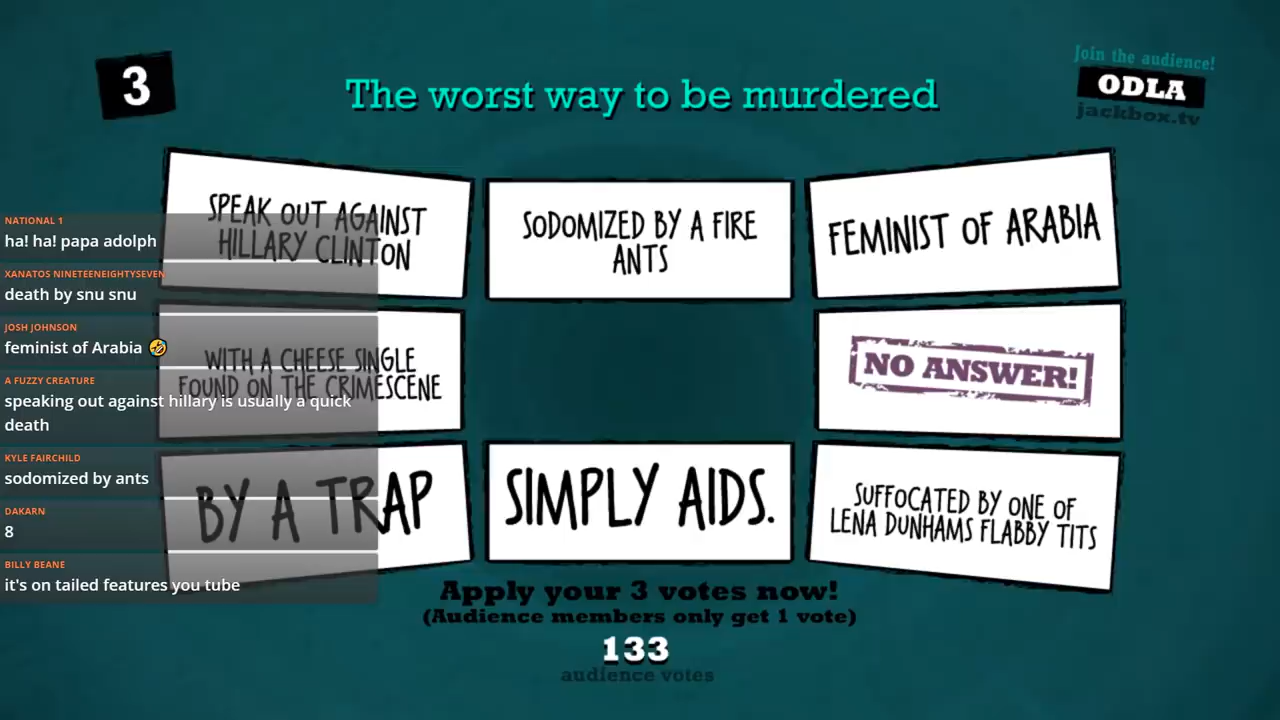 3
The worst way to be murdered
Join the audience!
ODLA
jackbox.tv
SPEAK OUT AGAINST
HILLARY CLINTON
SODOMIZED BY A FIRE
ANTS
FEMINIST OF ARABIA
WITH A CHEESE SINGLE
FOUND ON THE CRIMESCENE
NO ANSWER!
BY A TRAP
SIMPLY AIDS.
SUFFOCATED BY ONE OF
LENA DUNHAMS FLABBY TITS
NATIONAL 1
ha! ha! papa adolph
XANATOS NINETEENEIGHTYSEVEN
death by snu snu
JOSH JOHNSON
feminist of Arabia 🤣
A FUZZY CREATURE
speaking out against hillary is usually a quick
death
KYLE FAIRCHILD
sodomized by ants
DAKARN
8
BILLY BEANE
it's on tailed features you tube
Apply your 3 votes now!
(Audience members only get 1 vote)
133
audience votes